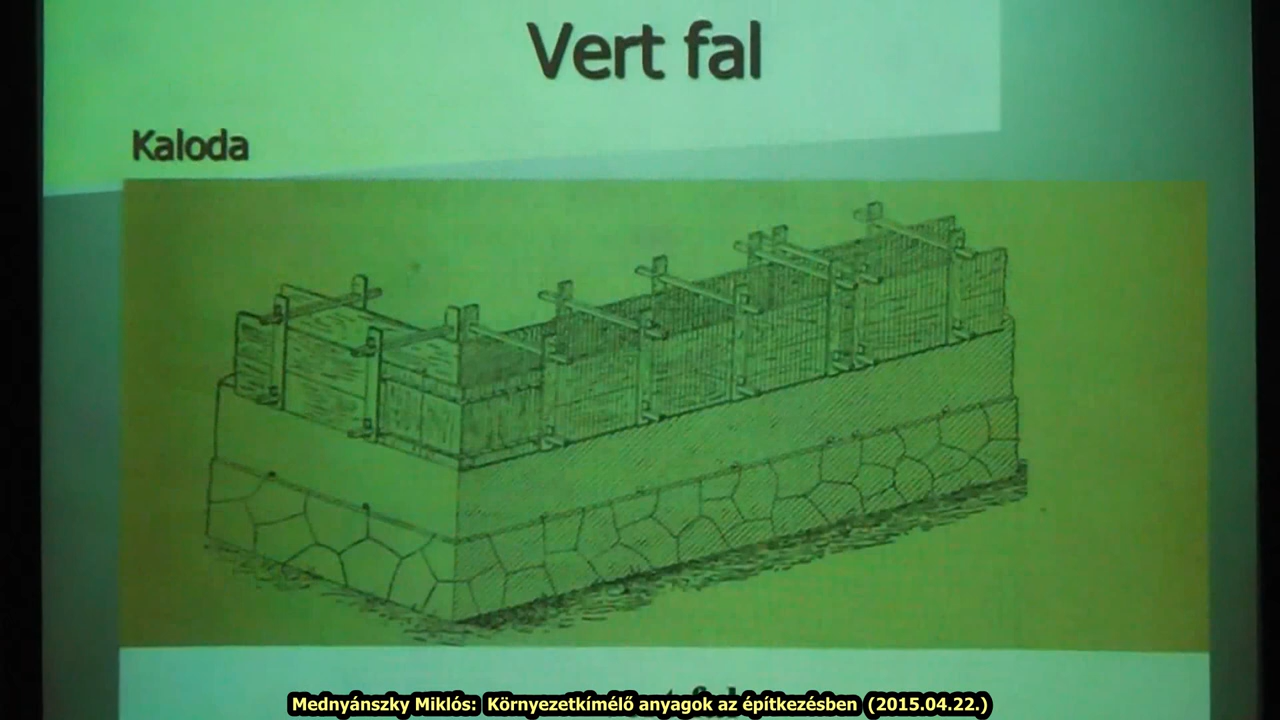 Vert fal
Kaloda
Mednyánszky Miklós: Környezetkímélő anyagok az építkezésben (2015.04.22.)